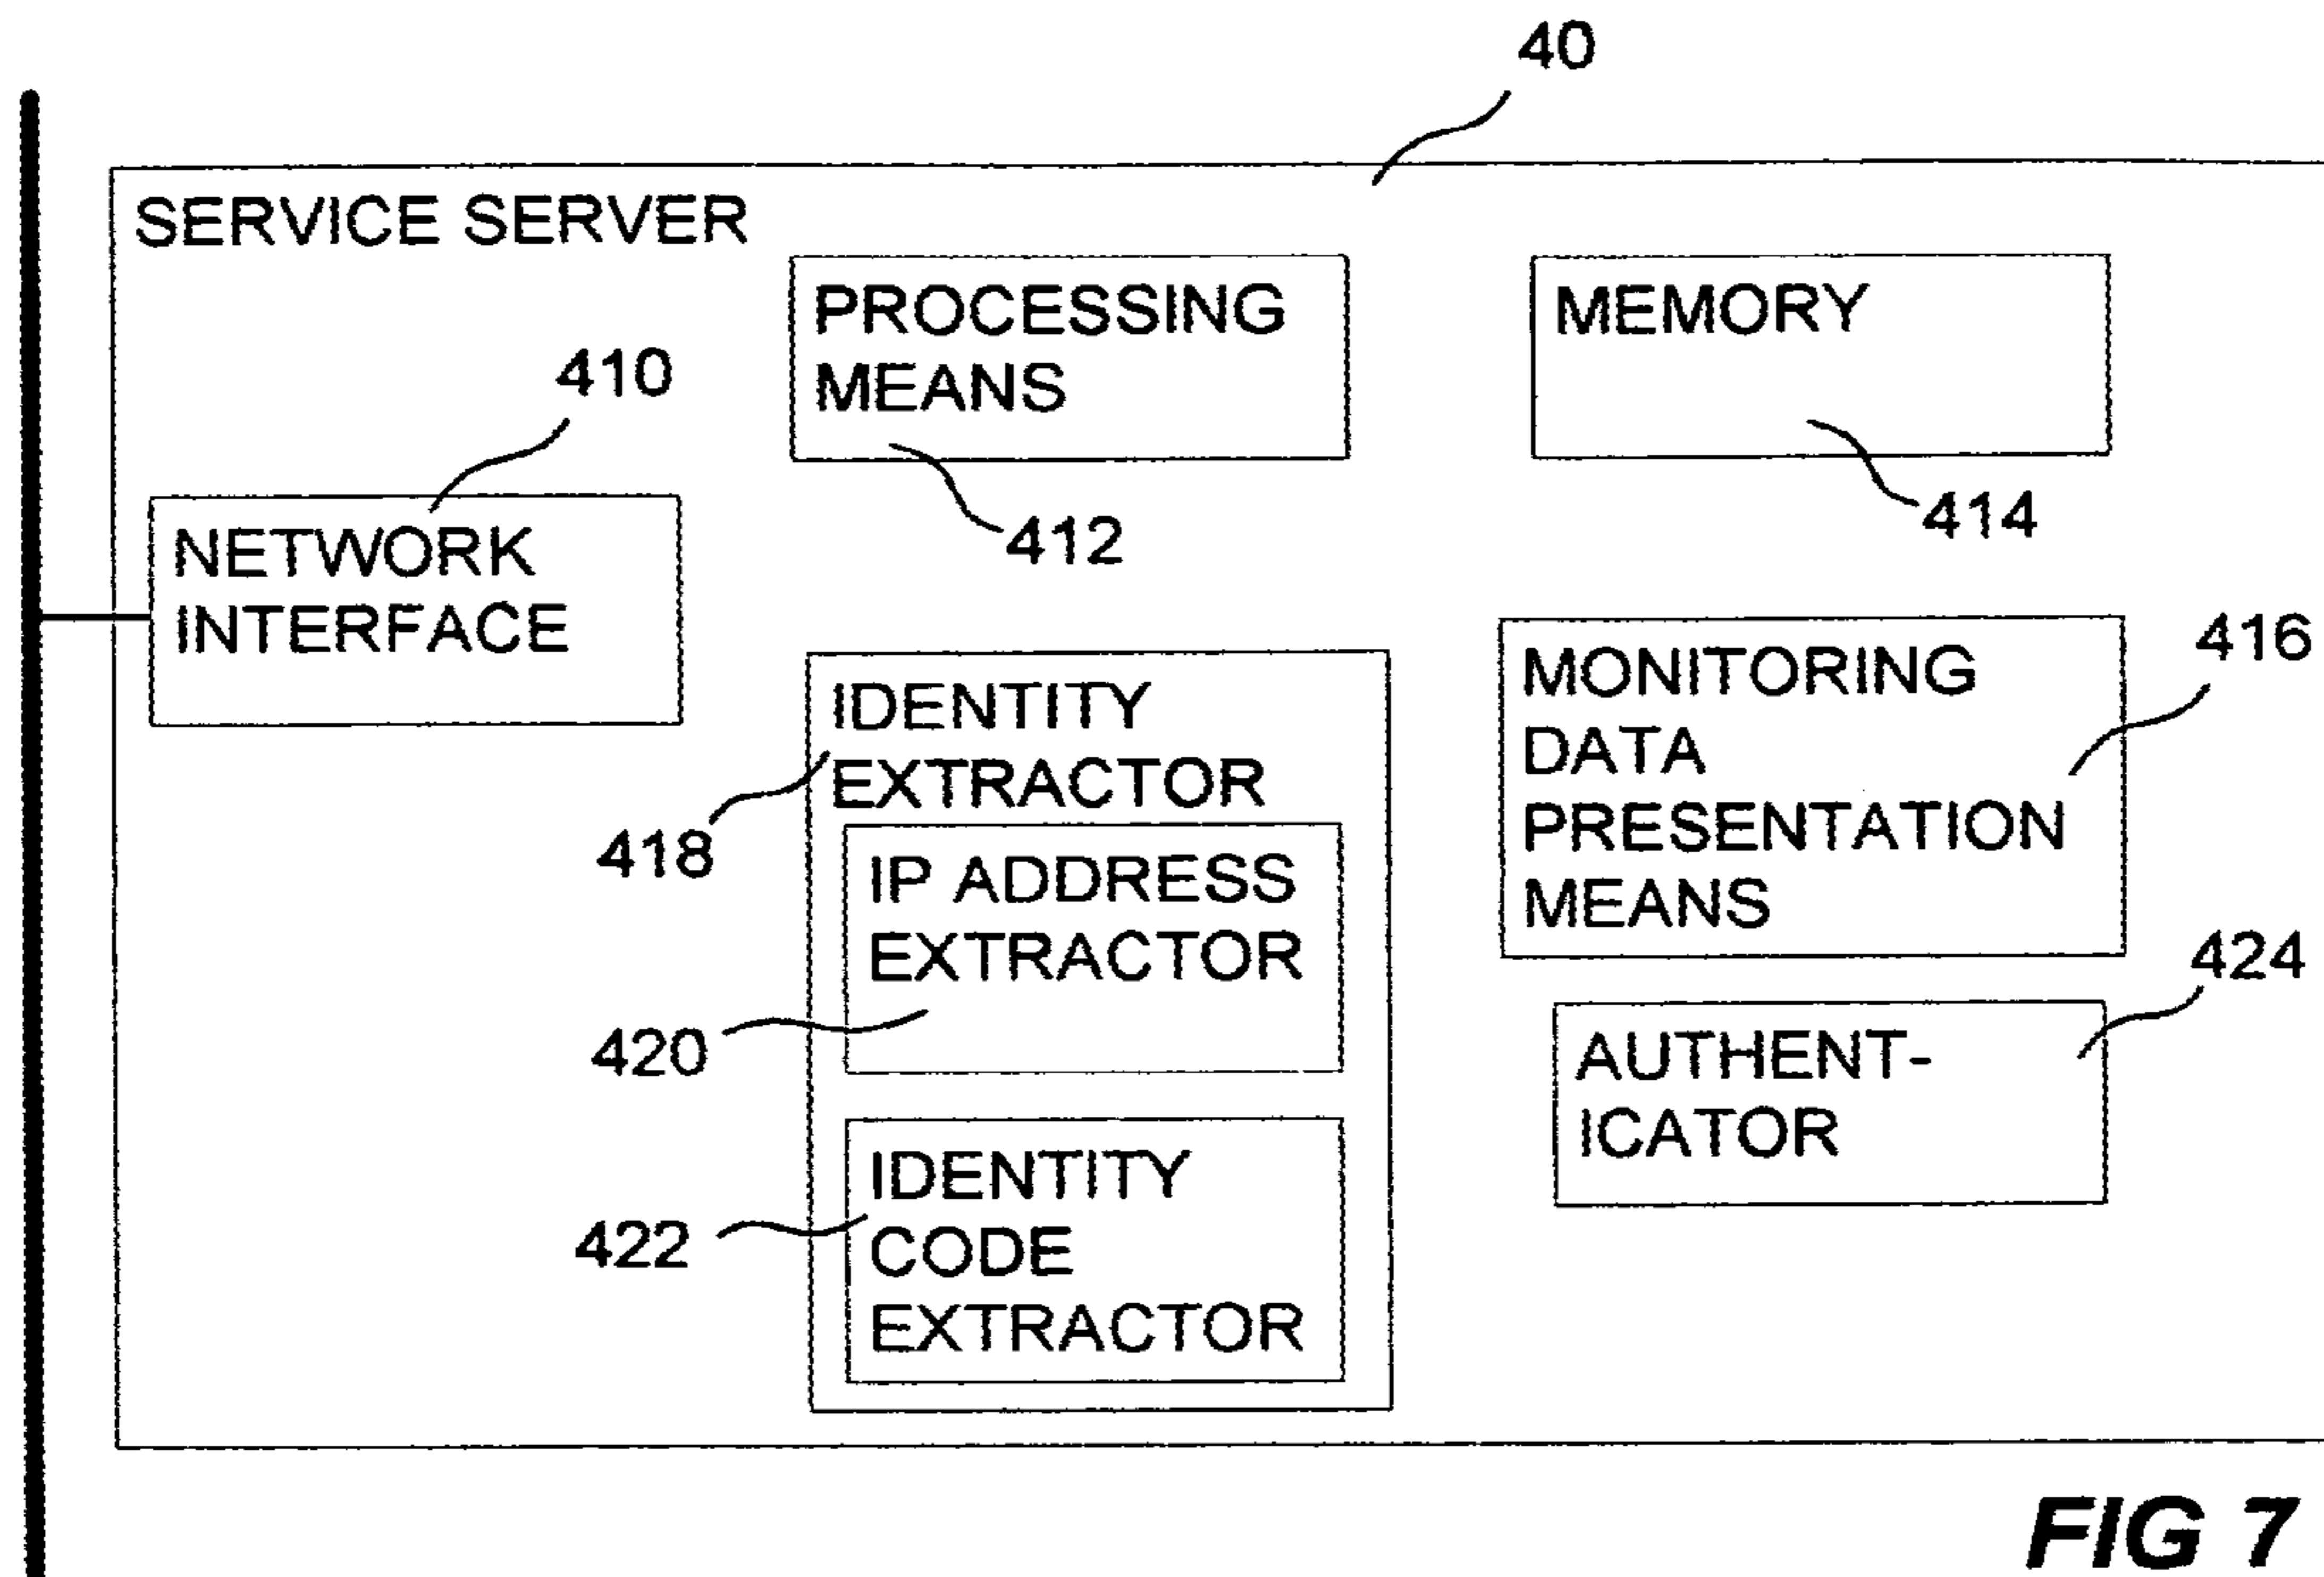 40
SERVICE SERVER
PROCESSING
MEANS
412
MEMORY
414
410
NETWORK
INTERFACE
IDENTITY
EXTRACTOR
418
IP ADDRESS
EXTRACTOR
420
IDENTITY
CODE
EXTRACTOR
422
MONITORING
DATA
PRESENTATION
MEANS
416
AUTHENT-
ICATOR
424
FIG 7